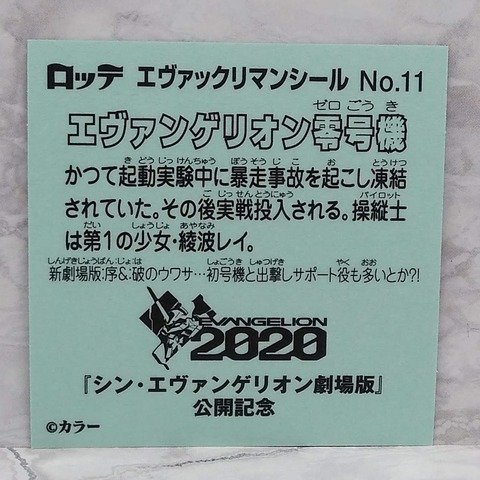 ロッテ エヴァックリマンシール No.11
ゼロ ごう き
エヴァンゲリオン零号機
き どう じっ けんちゅう ぼう そう じ こ お とう けつ
かつて起動実験中に暴走事故を起こし凍結
ご じっ せん とうにゅう パイロット
されていた。その後実戦投入される。操縦士
だい しょうじょ あやなみ
は第1の少女・綾波レイ。
しんげきじょうばん:じょ:は しょごうき しゅつげき やく おお
新劇場版:序&:破のウワサ…初号機と出撃しサポート役も多いとか?!
EVANGELION
2020
『シン・エヴァンゲリオン劇場版』
公開記念
©カラー